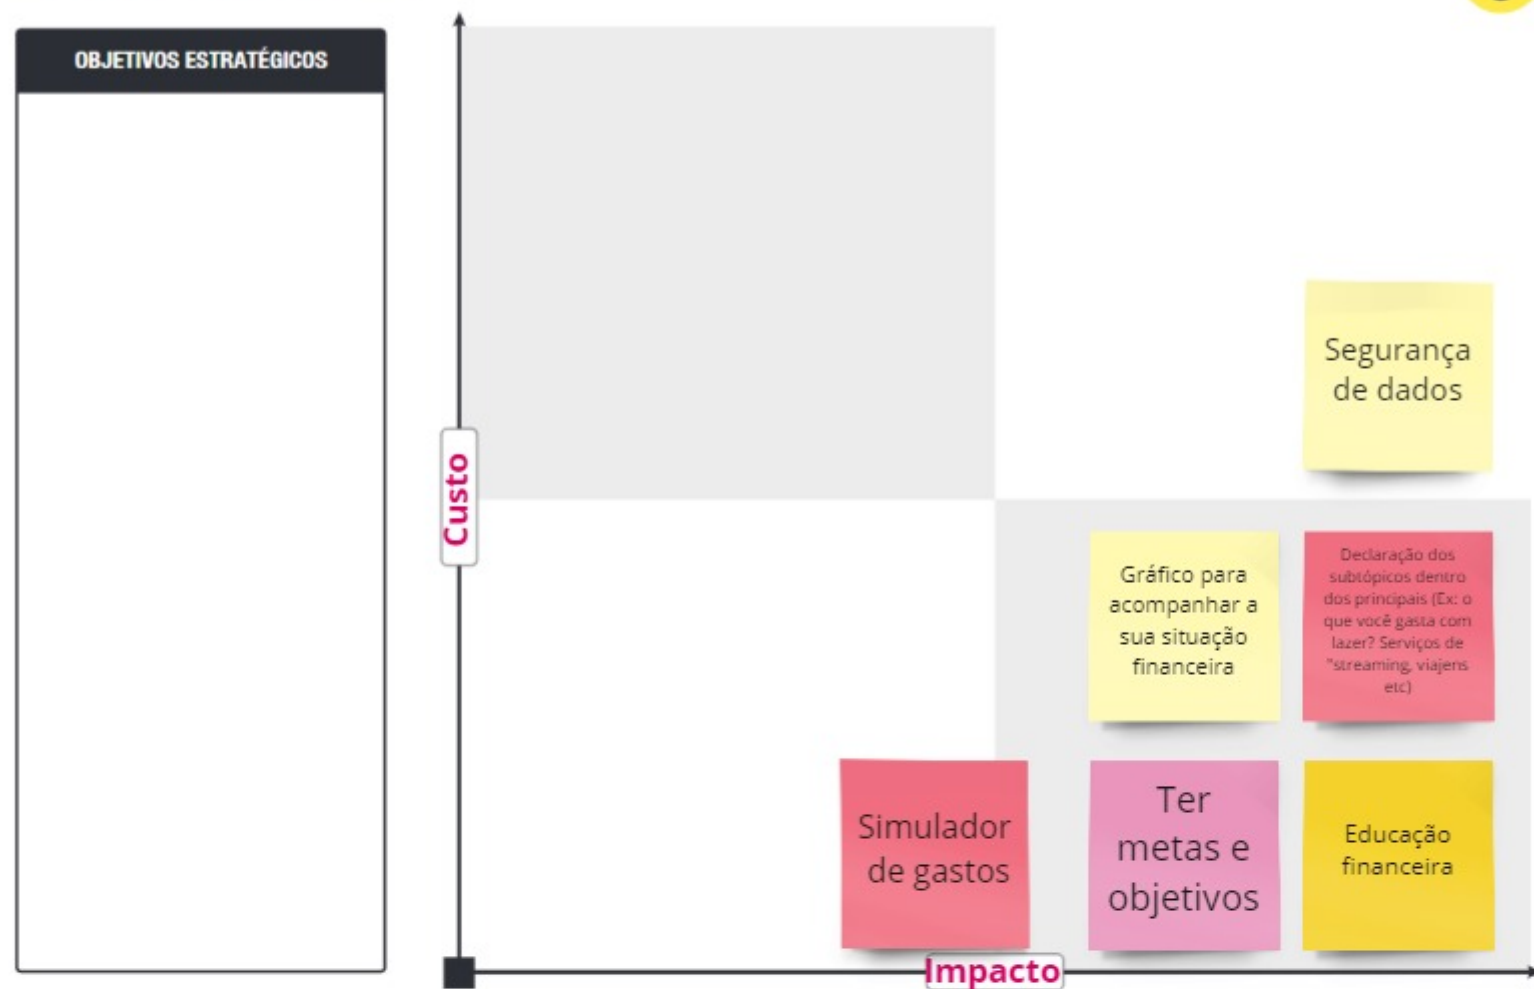 OBJETIVOS ESTRATÉGICOS
Custo
Impacto
Segurança
de dados
Gráfico para
acompanhar a
sua situação
financeira
Declaração dos
subtópicos dentro
dos principais (Ex: o
que você gasta com
lazer? Serviços de
"streaming, viajens
etc)
Simulador
de gastos
Ter
metas e
objetivos
Educação
financeira